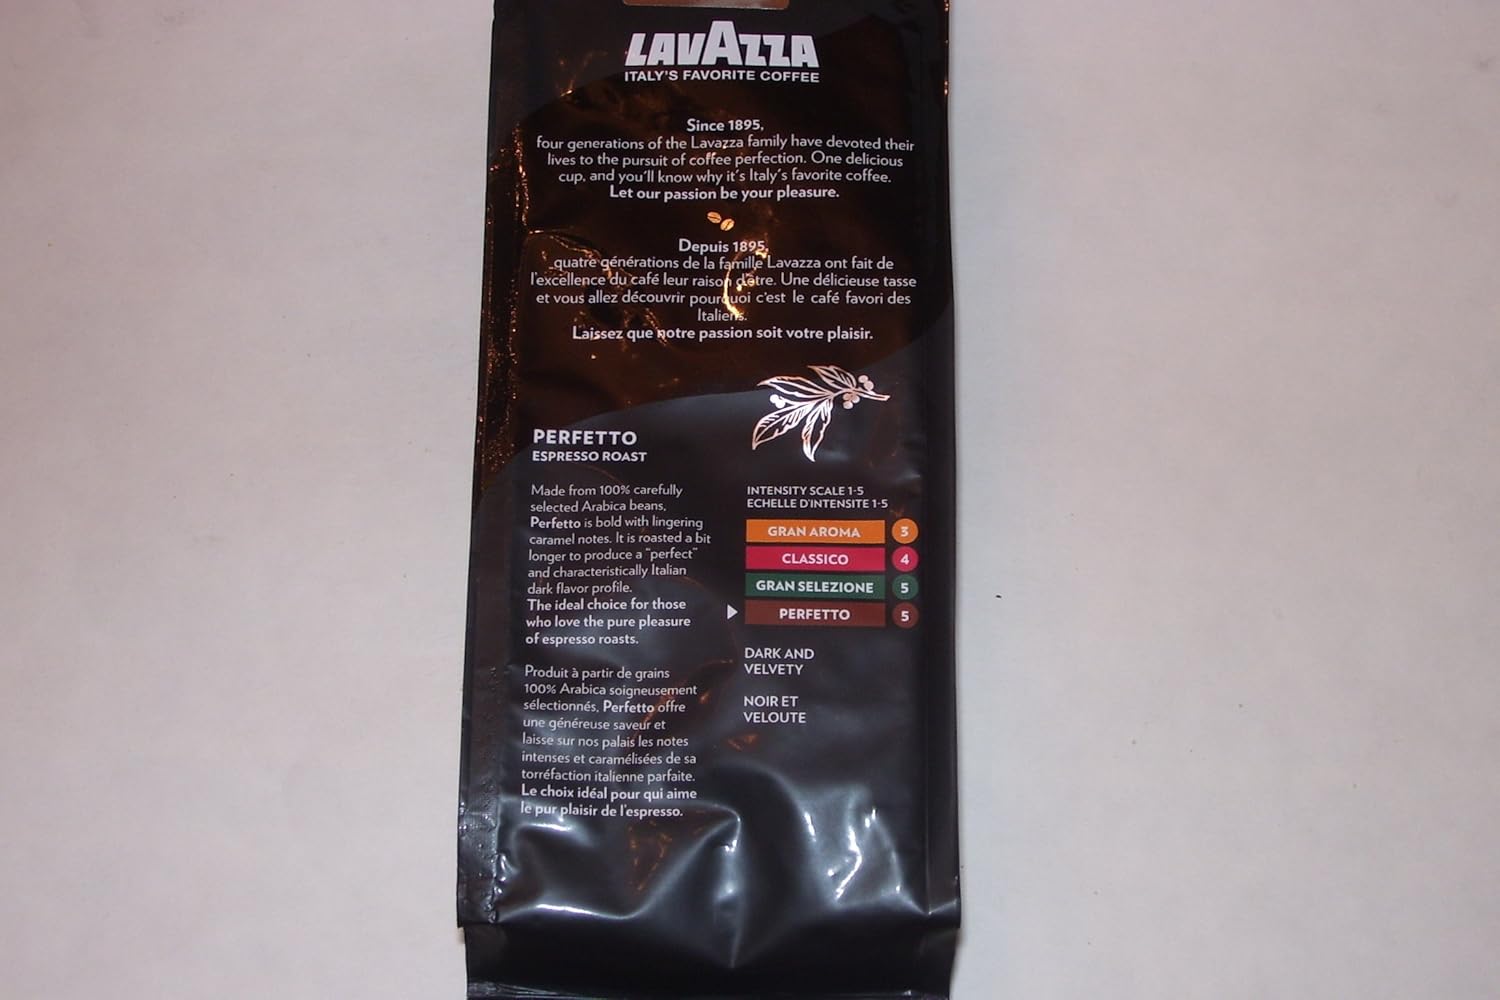 LAVAZZA
ITALY'S FAVORITE COFFEE
Since 1895,
four generations of the Lavazza family have devoted their
lives to the pursuit of coffee perfection. One delicious
cup, and you'll know why it's Italy's favorite coffee.
Let our passion be your pleasure.
Depuis 1895,
quatre générations de la famille Lavazza ont fait de
l'excellence du café leur raison d'être. Une délicieuse tasse
et vous allez découvrir pourquoi c'est le café favori des
Italiens.
Laissez que notre passion soit votre plaisir.
PERFETTO
ESPRESSO ROAST
Made from 100% carefully
selected Arabica beans,
Perfetto is bold with lingering
caramel notes. It is roasted a bit
longer to produce a "perfect"
and characteristically Italian
dark flavor profile.
The ideal choice for those
who love the pure pleasure
of espresso roasts.
Produit à partir de grains
100% Arabica soigneusement
sélectionnés, Perfetto offre
une généreuse saveur et
laisse sur nos palais les notes
intenses et caramélisées de sa
torréfaction italienne parfaite.
Le choix idéal pour qui aime
le pur plaisir de l'espresso.
INTENSITY SCALE 1-5
ECHELLE D'INTENSITE 1-5
GRAN AROMA 3
CLASSICO 4
GRAN SELEZIONE 5
PERFETTO 5
DARK AND
VELVETY
NOIR ET
VELOUTE